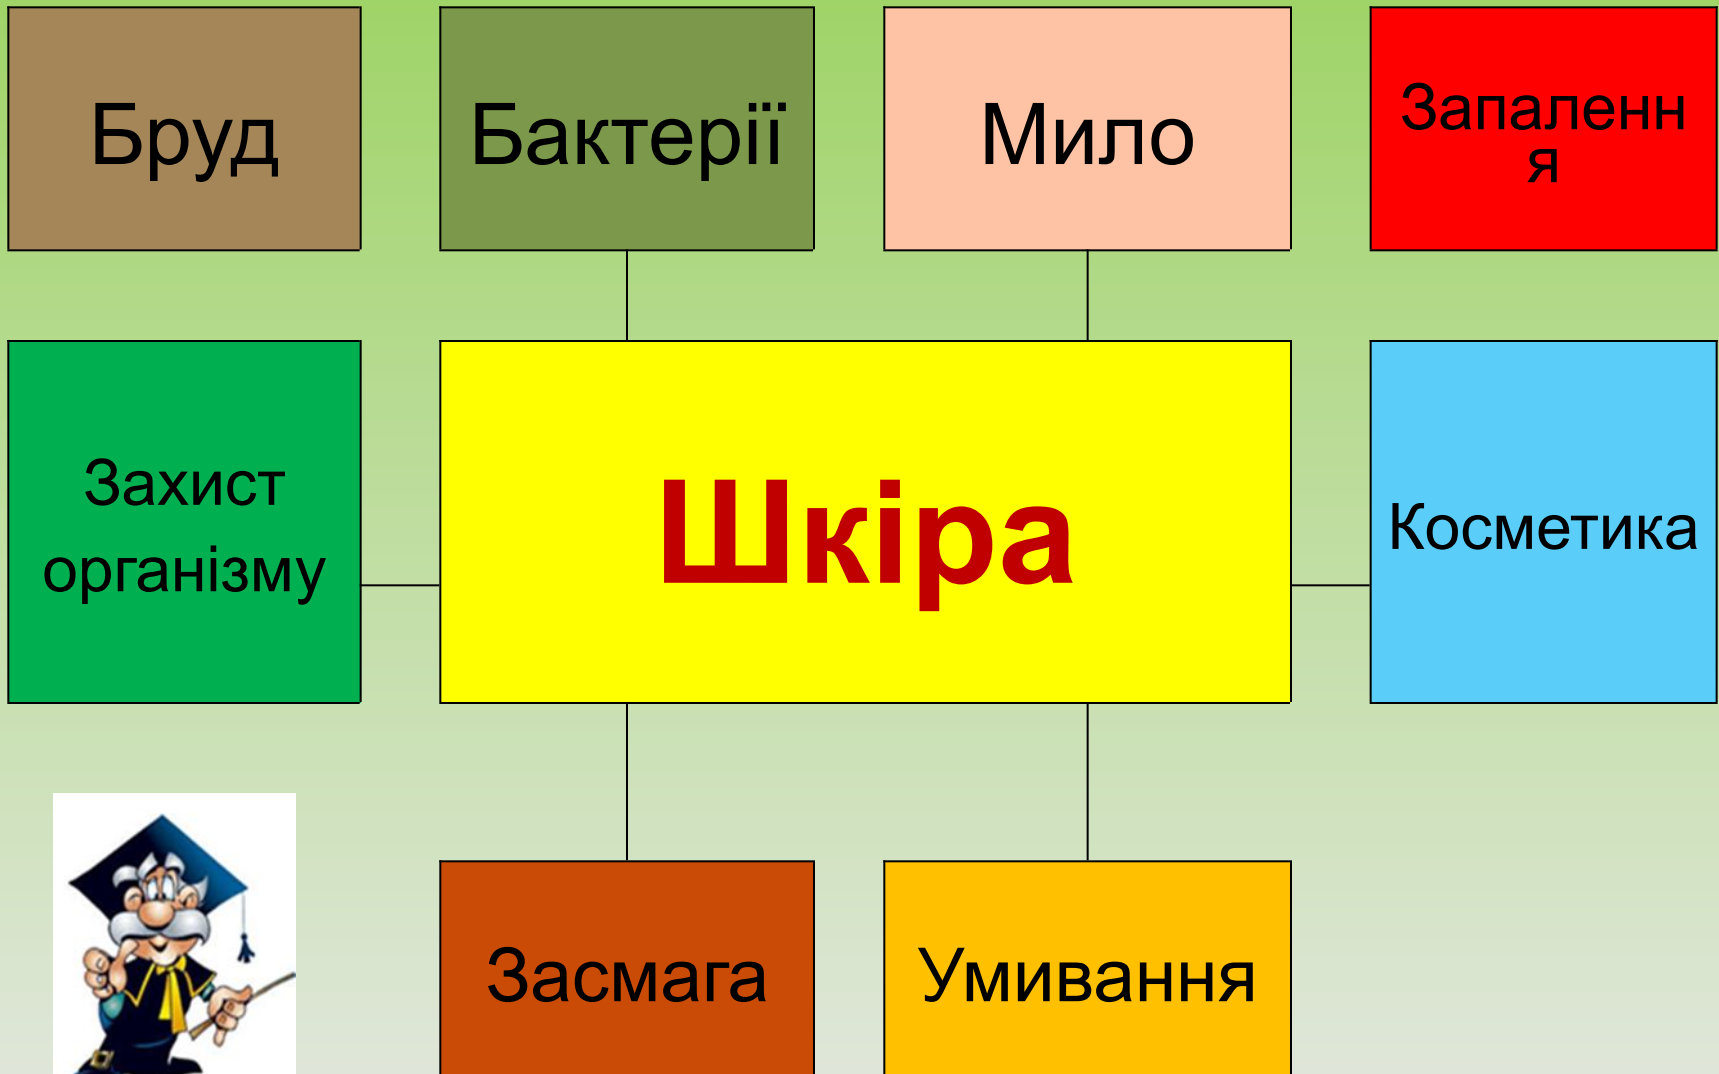 Бруд
Бактерії
Мило
Запаленн
я
Захист
організму
Шкіра
Косметика
Засмага
Умивання